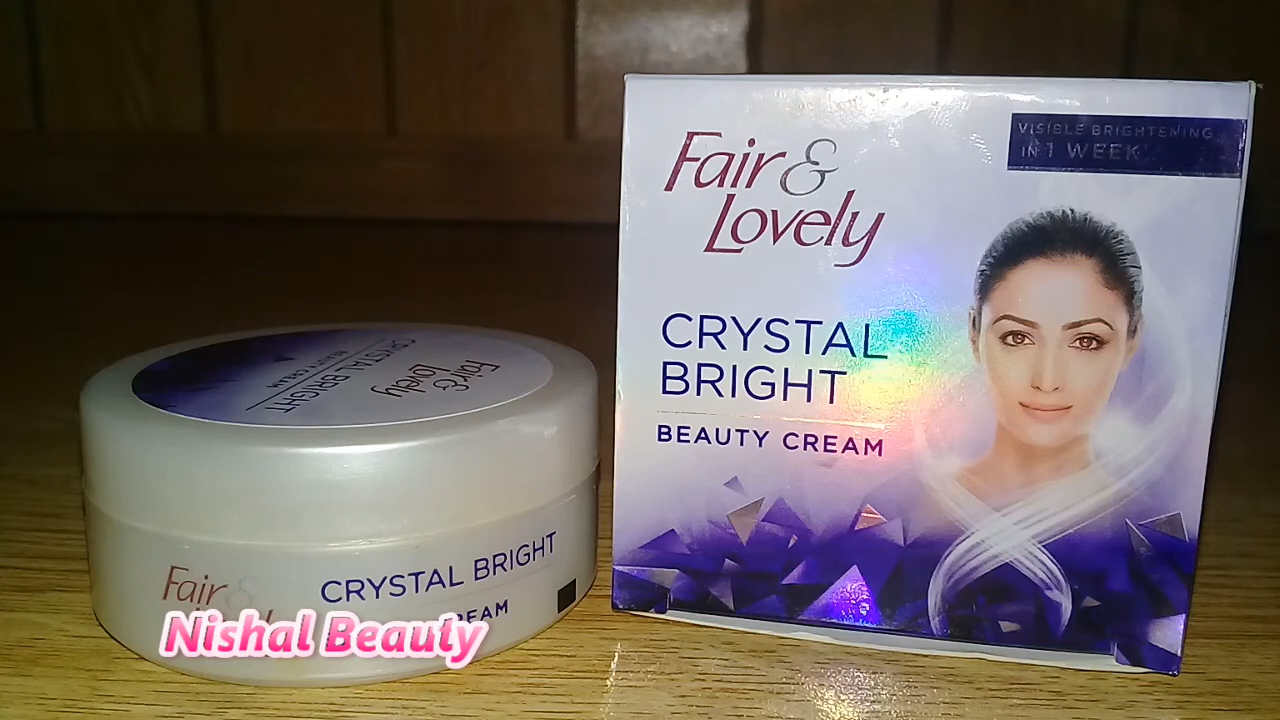 VISIBLE BRIGHTENING
IN 1 WEEK
Fair &
Lovely
CRYSTAL
BRIGHT
BEAUTY CREAM
Fair &
Lovely
CRYSTAL BRIGHT
BEAUTY CREAM
Fair &
CRYSTAL BRIGHT
CREAM
Nishal Beauty